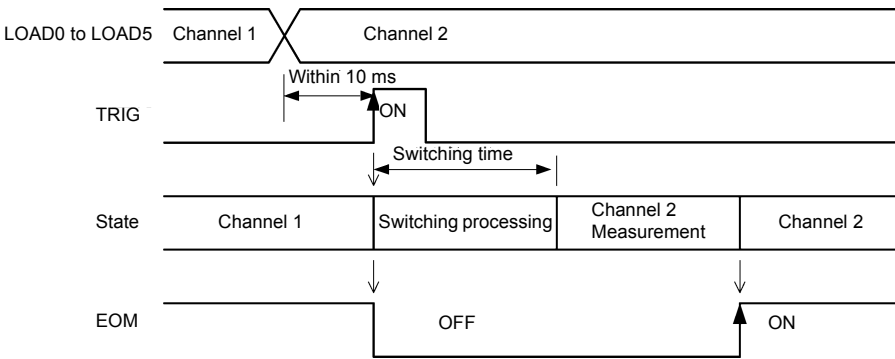 LOAD0 to LOAD5 Channel 1 Channel 2
Within 10 ms
TRIG ON
Switching time
State Channel 1 Switching processing Channel 2 Measurement Channel 2
EOM OFF ON